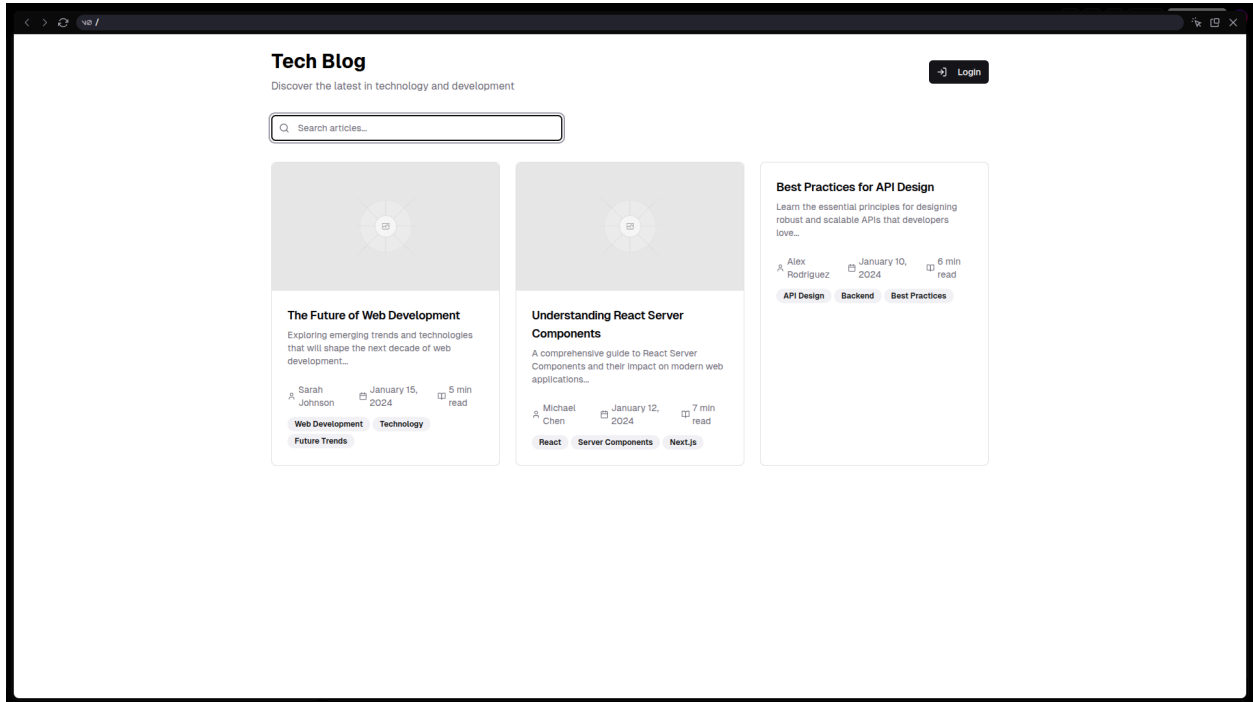 v0 /
Tech Blog
Discover the latest in technology and development
Login
Search articles...
The Future of Web Development
Exploring emerging trends and technologies
that will shape the next decade of web
development...
Sarah
Johnson
January 15,
2024
5 min
read
Web Development
Technology
Future Trends
Understanding React Server
Components
A comprehensive guide to React Server
Components and their impact on modern web
applications...
Michael
Chen
January 12,
2024
7 min
read
React
Server Components
Next.js
Best Practices for API Design
Learn the essential principles for designing
robust and scalable APIs that developers
love...
Alex
Rodriguez
January 10,
2024
6 min
read
API Design
Backend
Best Practices